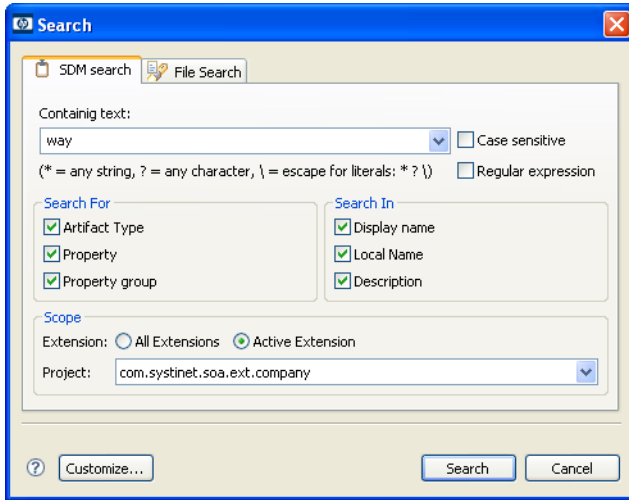 Search
SDM search File Search
Containig text:
way Case sensitive
(* = any string, ? = any character, \ = escape for literals: * ? \) Regular expression
Search For Search In
Artifact Type Display name
Property Local Name
Property group Description
Scope
Extension: All Extensions Active Extension
Project: com.systinet.soa.ext.company
? Customize... Search Cancel